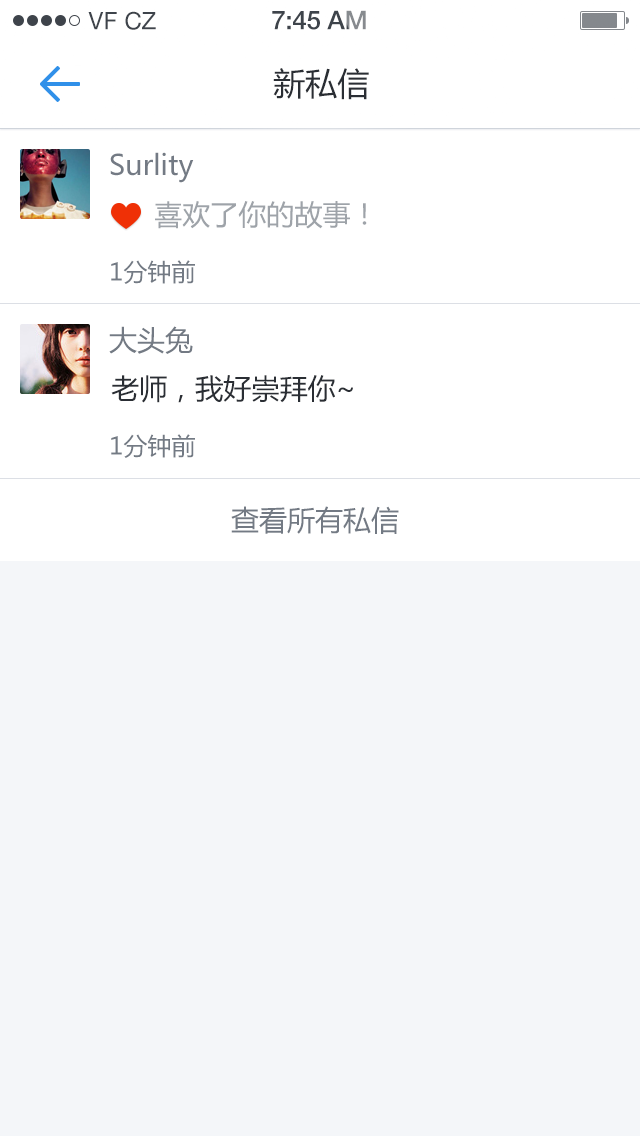 VF CZ 7:45 AM
新私信
Surlity
喜欢了你的故事！
1分钟前
大头兔
老师，我好崇拜你~
1分钟前
查看所有私信